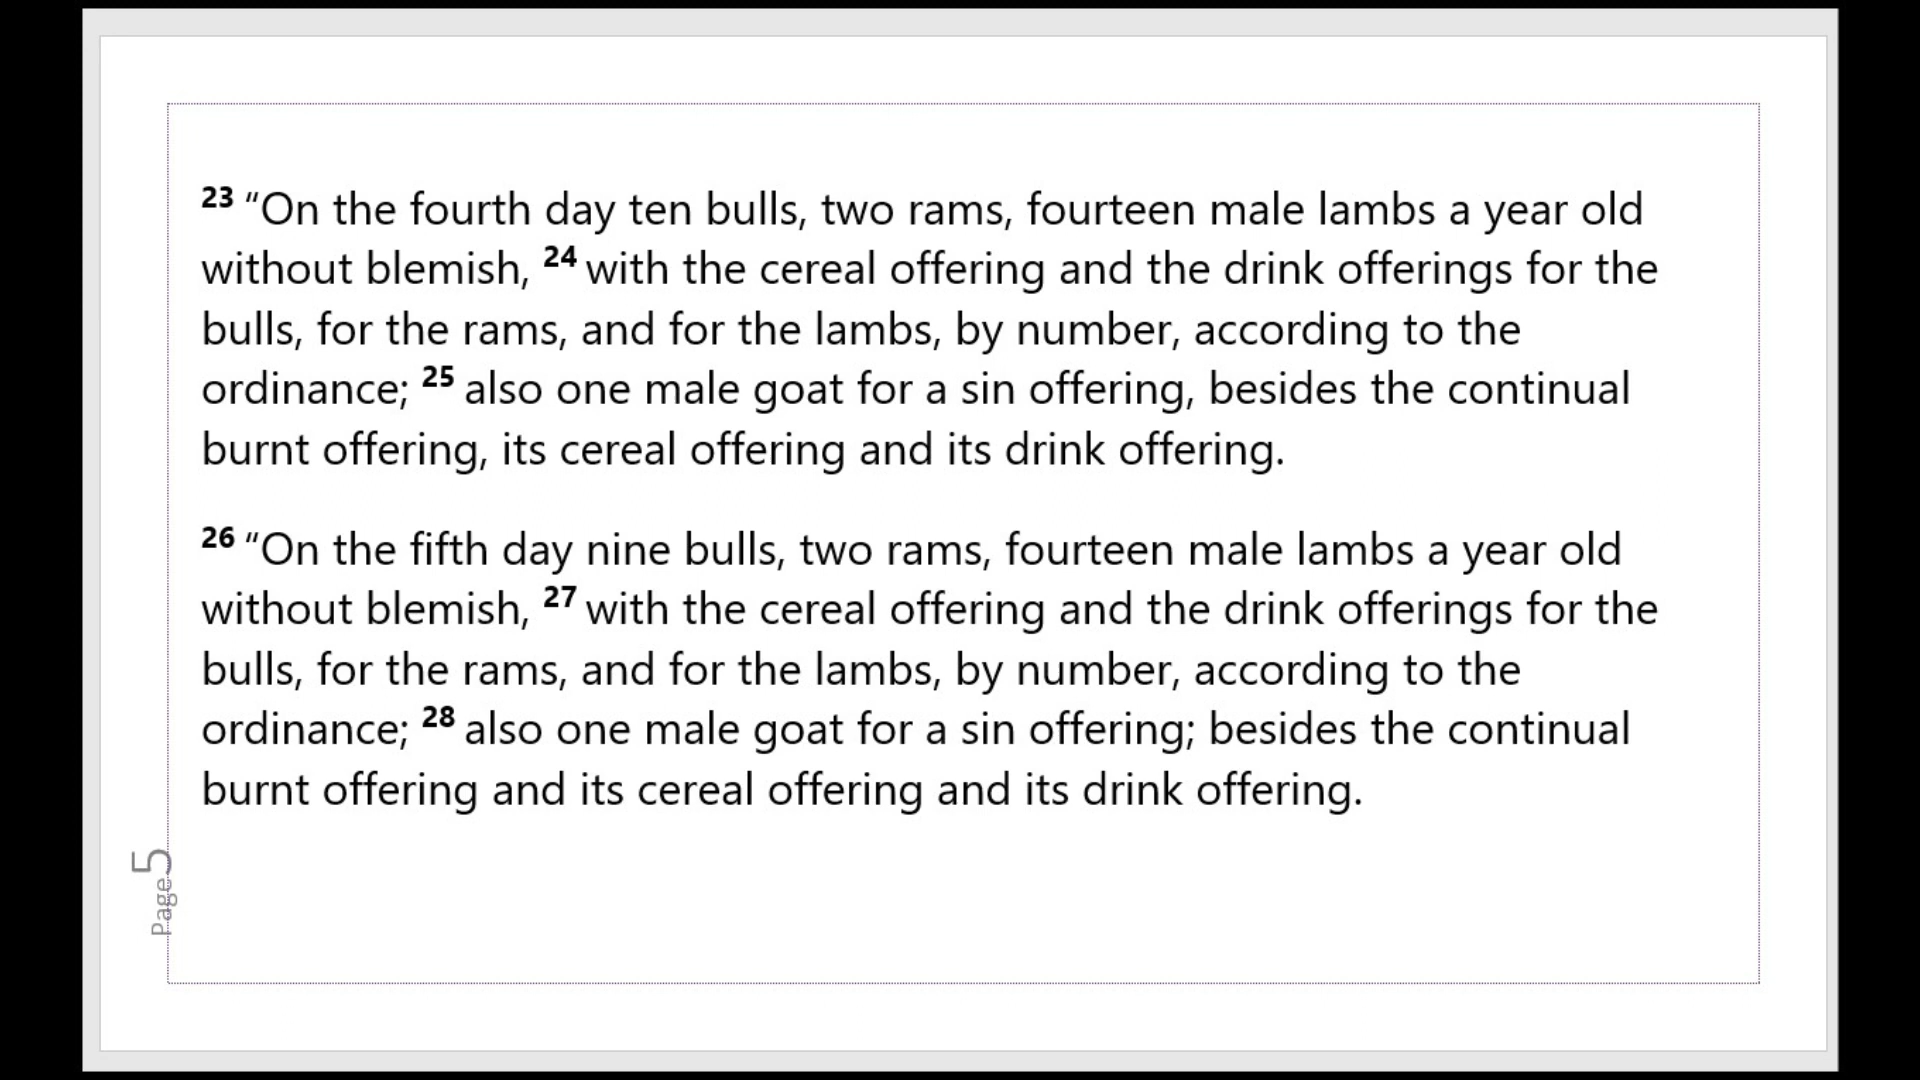 23 “On the fourth day ten bulls, two rams, fourteen male lambs a year old
without blemish, 24 with the cereal offering and the drink offerings for the
bulls, for the rams, and for the lambs, by number, according to the
ordinance; 25 also one male goat for a sin offering, besides the continual
burnt offering, its cereal offering and its drink offering.
26 “On the fifth day nine bulls, two rams, fourteen male lambs a year old
without blemish, 27 with the cereal offering and the drink offerings for the
bulls, for the rams, and for the lambs, by number, according to the
ordinance; 28 also one male goat for a sin offering; besides the continual
burnt offering and its cereal offering and its drink offering.
Page 5